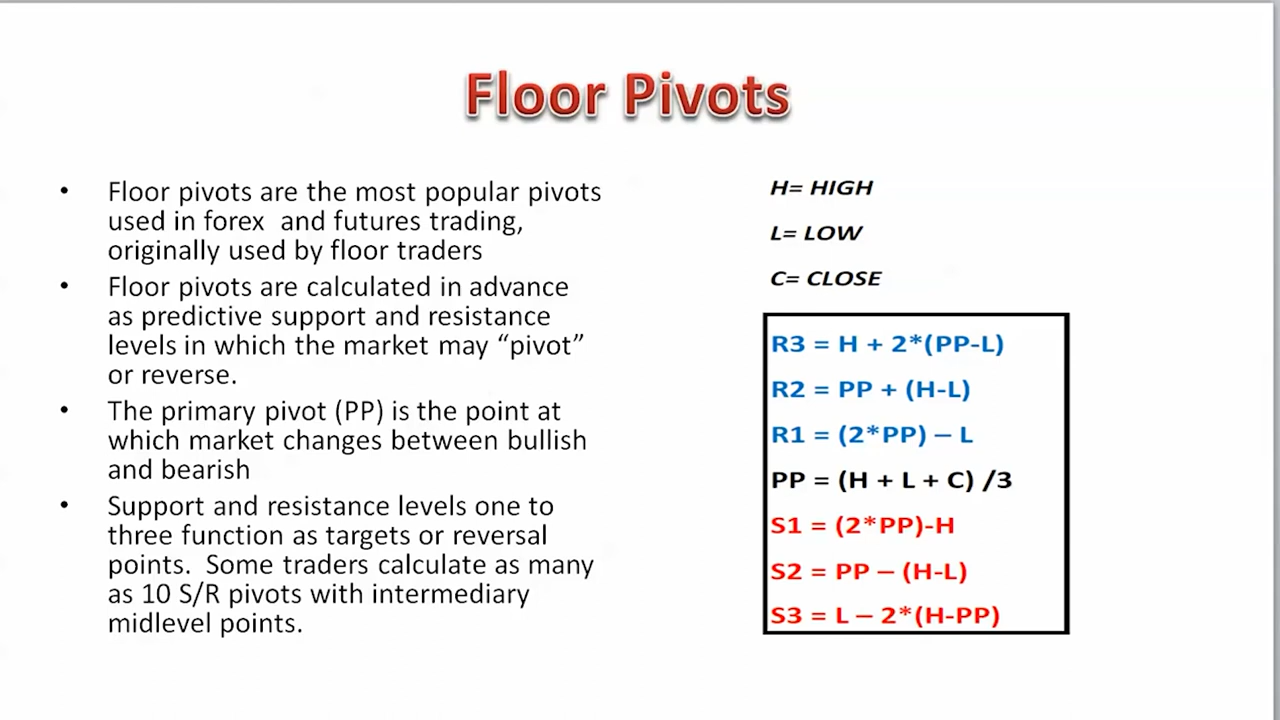 Floor Pivots
• Floor pivots are the most popular pivots
used in forex  and futures trading,
originally used by floor traders
• Floor pivots are calculated in advance
as predictive support and resistance
levels in which the market may “pivot”
or reverse.
• The primary pivot (PP) is the point at
which market changes between bullish
and bearish
• Support and resistance levels one to
three function as targets or reversal
points.  Some traders calculate as many
as 10 S/R pivots with intermediary
midlevel points.
H= HIGH
L= LOW
C= CLOSE
R3 = H + 2*(PP-L)
R2 = PP + (H-L)
R1 = (2*PP) – L
PP = (H + L + C) /3
S1 = (2*PP)-H
S2 = PP – (H-L)
S3 = L – 2*(H-PP)